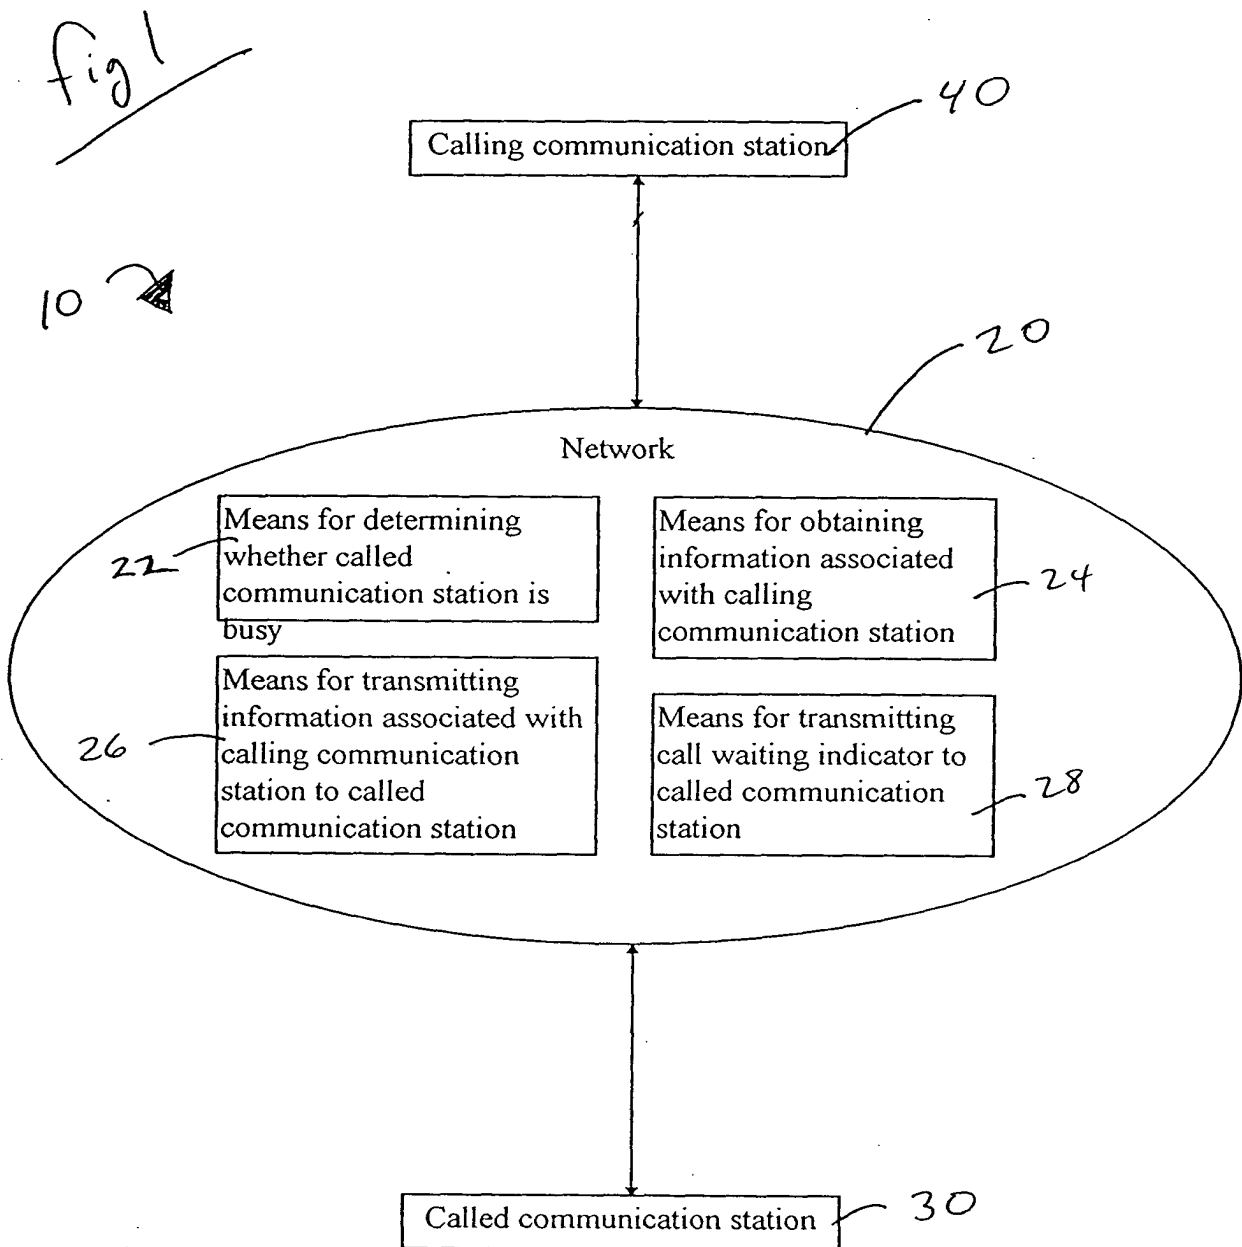 fig 1
40
Calling communication station
10
20
Network
Means for determining
whether called
communication station is
busy
22
Means for obtaining
information associated
with calling
communication station
24
Means for transmitting
information associated with
calling communication
station to called
communication station
26
Means for transmitting
call waiting indicator to
called communication
station
28
Called communication station
30